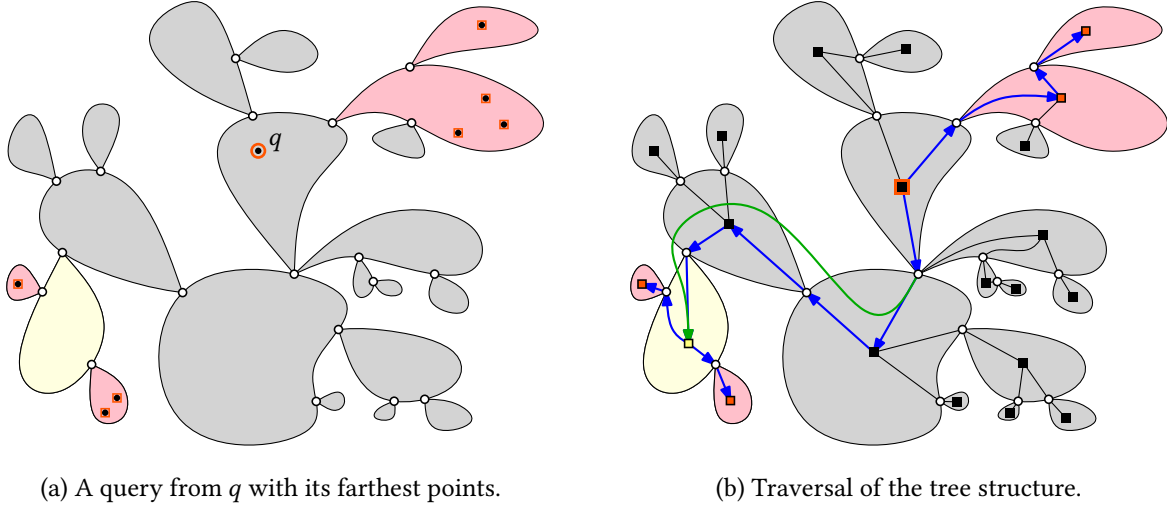 q
(a) A query from q with its farthest points.
(b) Traversal of the tree structure.